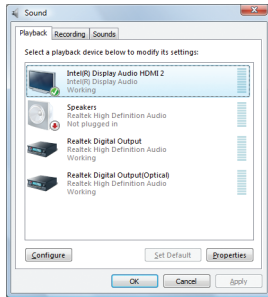 Sound
Playback Recording Sounds
Select a playback device below to modify its settings:
Intel(R) Display Audio HDMI 2
Intel(R) Display Audio
Working
Speakers
Realtek High Definition Audio
Not plugged in
Realtek Digital Output
Realtek High Definition Audio
Working
Realtek Digital Output(Optical)
Realtek High Definition Audio
Working
Configure Set Default Properties
OK Cancel Apply